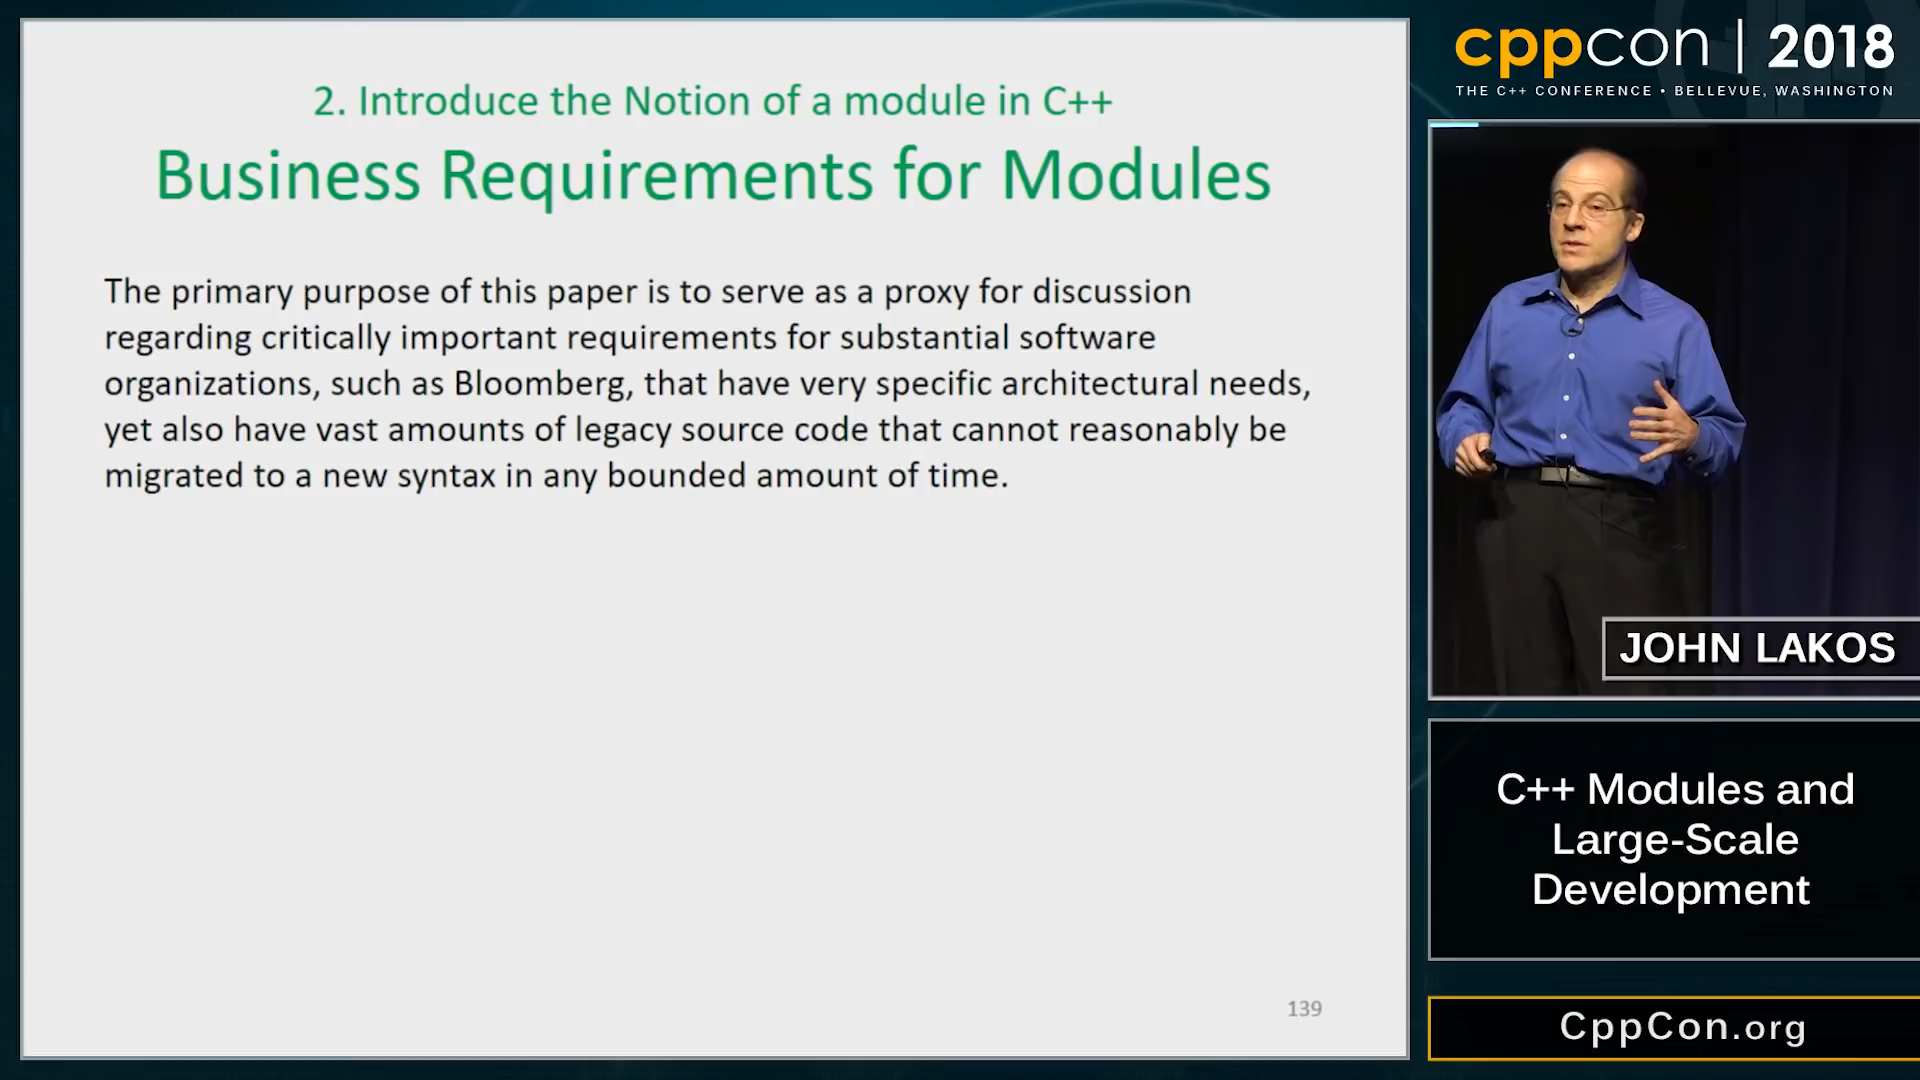 2. Introduce the Notion of a module in C++
Business Requirements for Modules
The primary purpose of this paper is to serve as a proxy for discussion
regarding critically important requirements for substantial software
organizations, such as Bloomberg, that have very specific architectural needs,
yet also have vast amounts of legacy source code that cannot reasonably be
migrated to a new syntax in any bounded amount of time.
139
cppcon | 2018
THE C++ CONFERENCE • BELLEVUE, WASHINGTON
JOHN LAKOS
C++ Modules and
Large-Scale
Development
CppCon.org